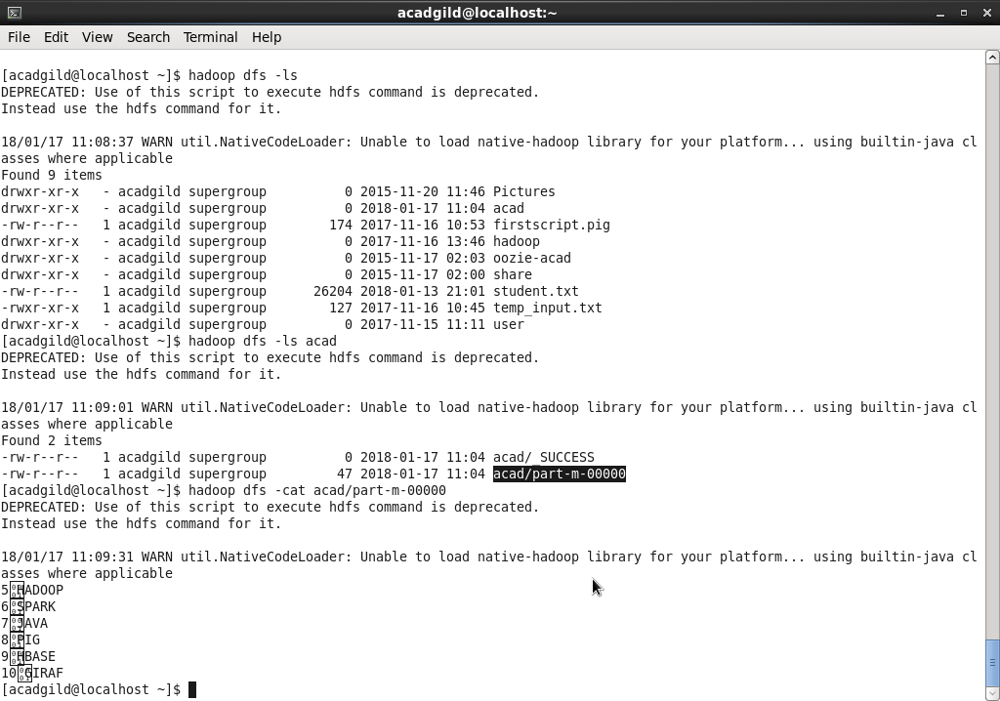 acadgild@localhost:~
File Edit View Search Terminal Help
[acadgild@localhost ~]$ hadoop dfs -ls
DEPRECATED: Use of this script to execute hdfs command is deprecated.
Instead use the hdfs command for it.
18/01/17 11:08:37 WARN util.NativeCodeLoader: Unable to load native-hadoop library for your platform... using builtin-java cl
asses where applicable
Found 9 items
drwxr-xr-x   - acadgild supergroup          0 2015-11-20 11:46 Pictures
drwxr-xr-x   - acadgild supergroup          0 2018-01-17 11:04 acad
-rw-r--r--   1 acadgild supergroup        174 2017-11-16 10:53 firstscript.pig
drwxr-xr-x   - acadgild supergroup          0 2017-11-16 13:46 hadoop
drwxr-xr-x   - acadgild supergroup          0 2015-11-17 02:03 oozie-acad
drwxr-xr-x   - acadgild supergroup          0 2015-11-17 02:00 share
-rw-r--r--   1 acadgild supergroup      26204 2018-01-13 21:01 student.txt
-rwxr-xr-x   1 acadgild supergroup        127 2017-11-16 10:45 temp_input.txt
drwxr-xr-x   - acadgild supergroup          0 2017-11-15 11:11 user
[acadgild@localhost ~]$ hadoop dfs -ls acad
DEPRECATED: Use of this script to execute hdfs command is deprecated.
Instead use the hdfs command for it.
18/01/17 11:09:01 WARN util.NativeCodeLoader: Unable to load native-hadoop library for your platform... using builtin-java cl
asses where applicable
Found 2 items
-rw-r--r--   1 acadgild supergroup          0 2018-01-17 11:04 acad/_SUCCESS
-rw-r--r--   1 acadgild supergroup         47 2018-01-17 11:04 acad/part-m-00000
[acadgild@localhost ~]$ hadoop dfs -cat acad/part-m-00000
DEPRECATED: Use of this script to execute hdfs command is deprecated.
Instead use the hdfs command for it.
18/01/17 11:09:31 WARN util.NativeCodeLoader: Unable to load native-hadoop library for your platform... using builtin-java cl
asses where applicable
5HADOOP
6SPARK
7JAVA
8PIG
9HBASE
10GIRAF
[acadgild@localhost ~]$